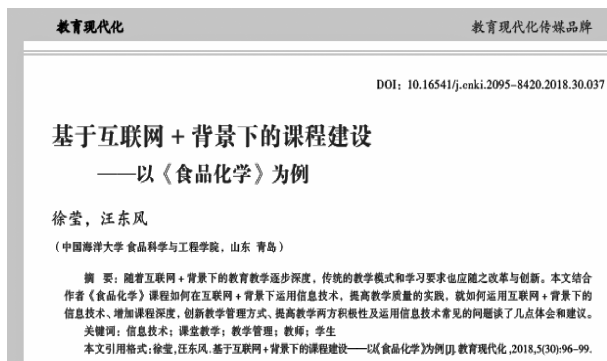 教育现代化
教育现代化传媒品牌
DOI：10.16541/j.cnki.2095-8420.2018.30.037
基于互联网 + 背景下的课程建设
——以《食品化学》为例
徐莹，汪东风
（中国海洋大学 食品科学与工程学院，山东 青岛）
摘 要：随着互联网 + 背景下的教育教学逐步深度，传统的教学模式和学习要求也应随之改革与创新。本文结合
作者《食品化学》课程如何在互联网 + 背景下运用信息技术，提高教学质量的实践，就如何运用互联网 + 背景下的
信息技术、增加课程深度，创新教学管理方式、提高教学两方积极性及运用信息技术常见的问题谈了几点体会和建议。
关键词：信息技术；课堂教学；教学管理；教师；学生
本文引用格式：徐莹,汪东风.基于互联网+背景下的课程建设——以《食品化学》为例[J].教育现代化,2018,5(30):96-99.